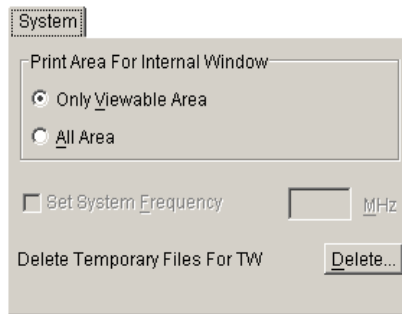 System
Print Area For Internal Window
Only Viewable Area
All Area
Set System Frequency MHz
Delete Temporary Files For TW Delete...